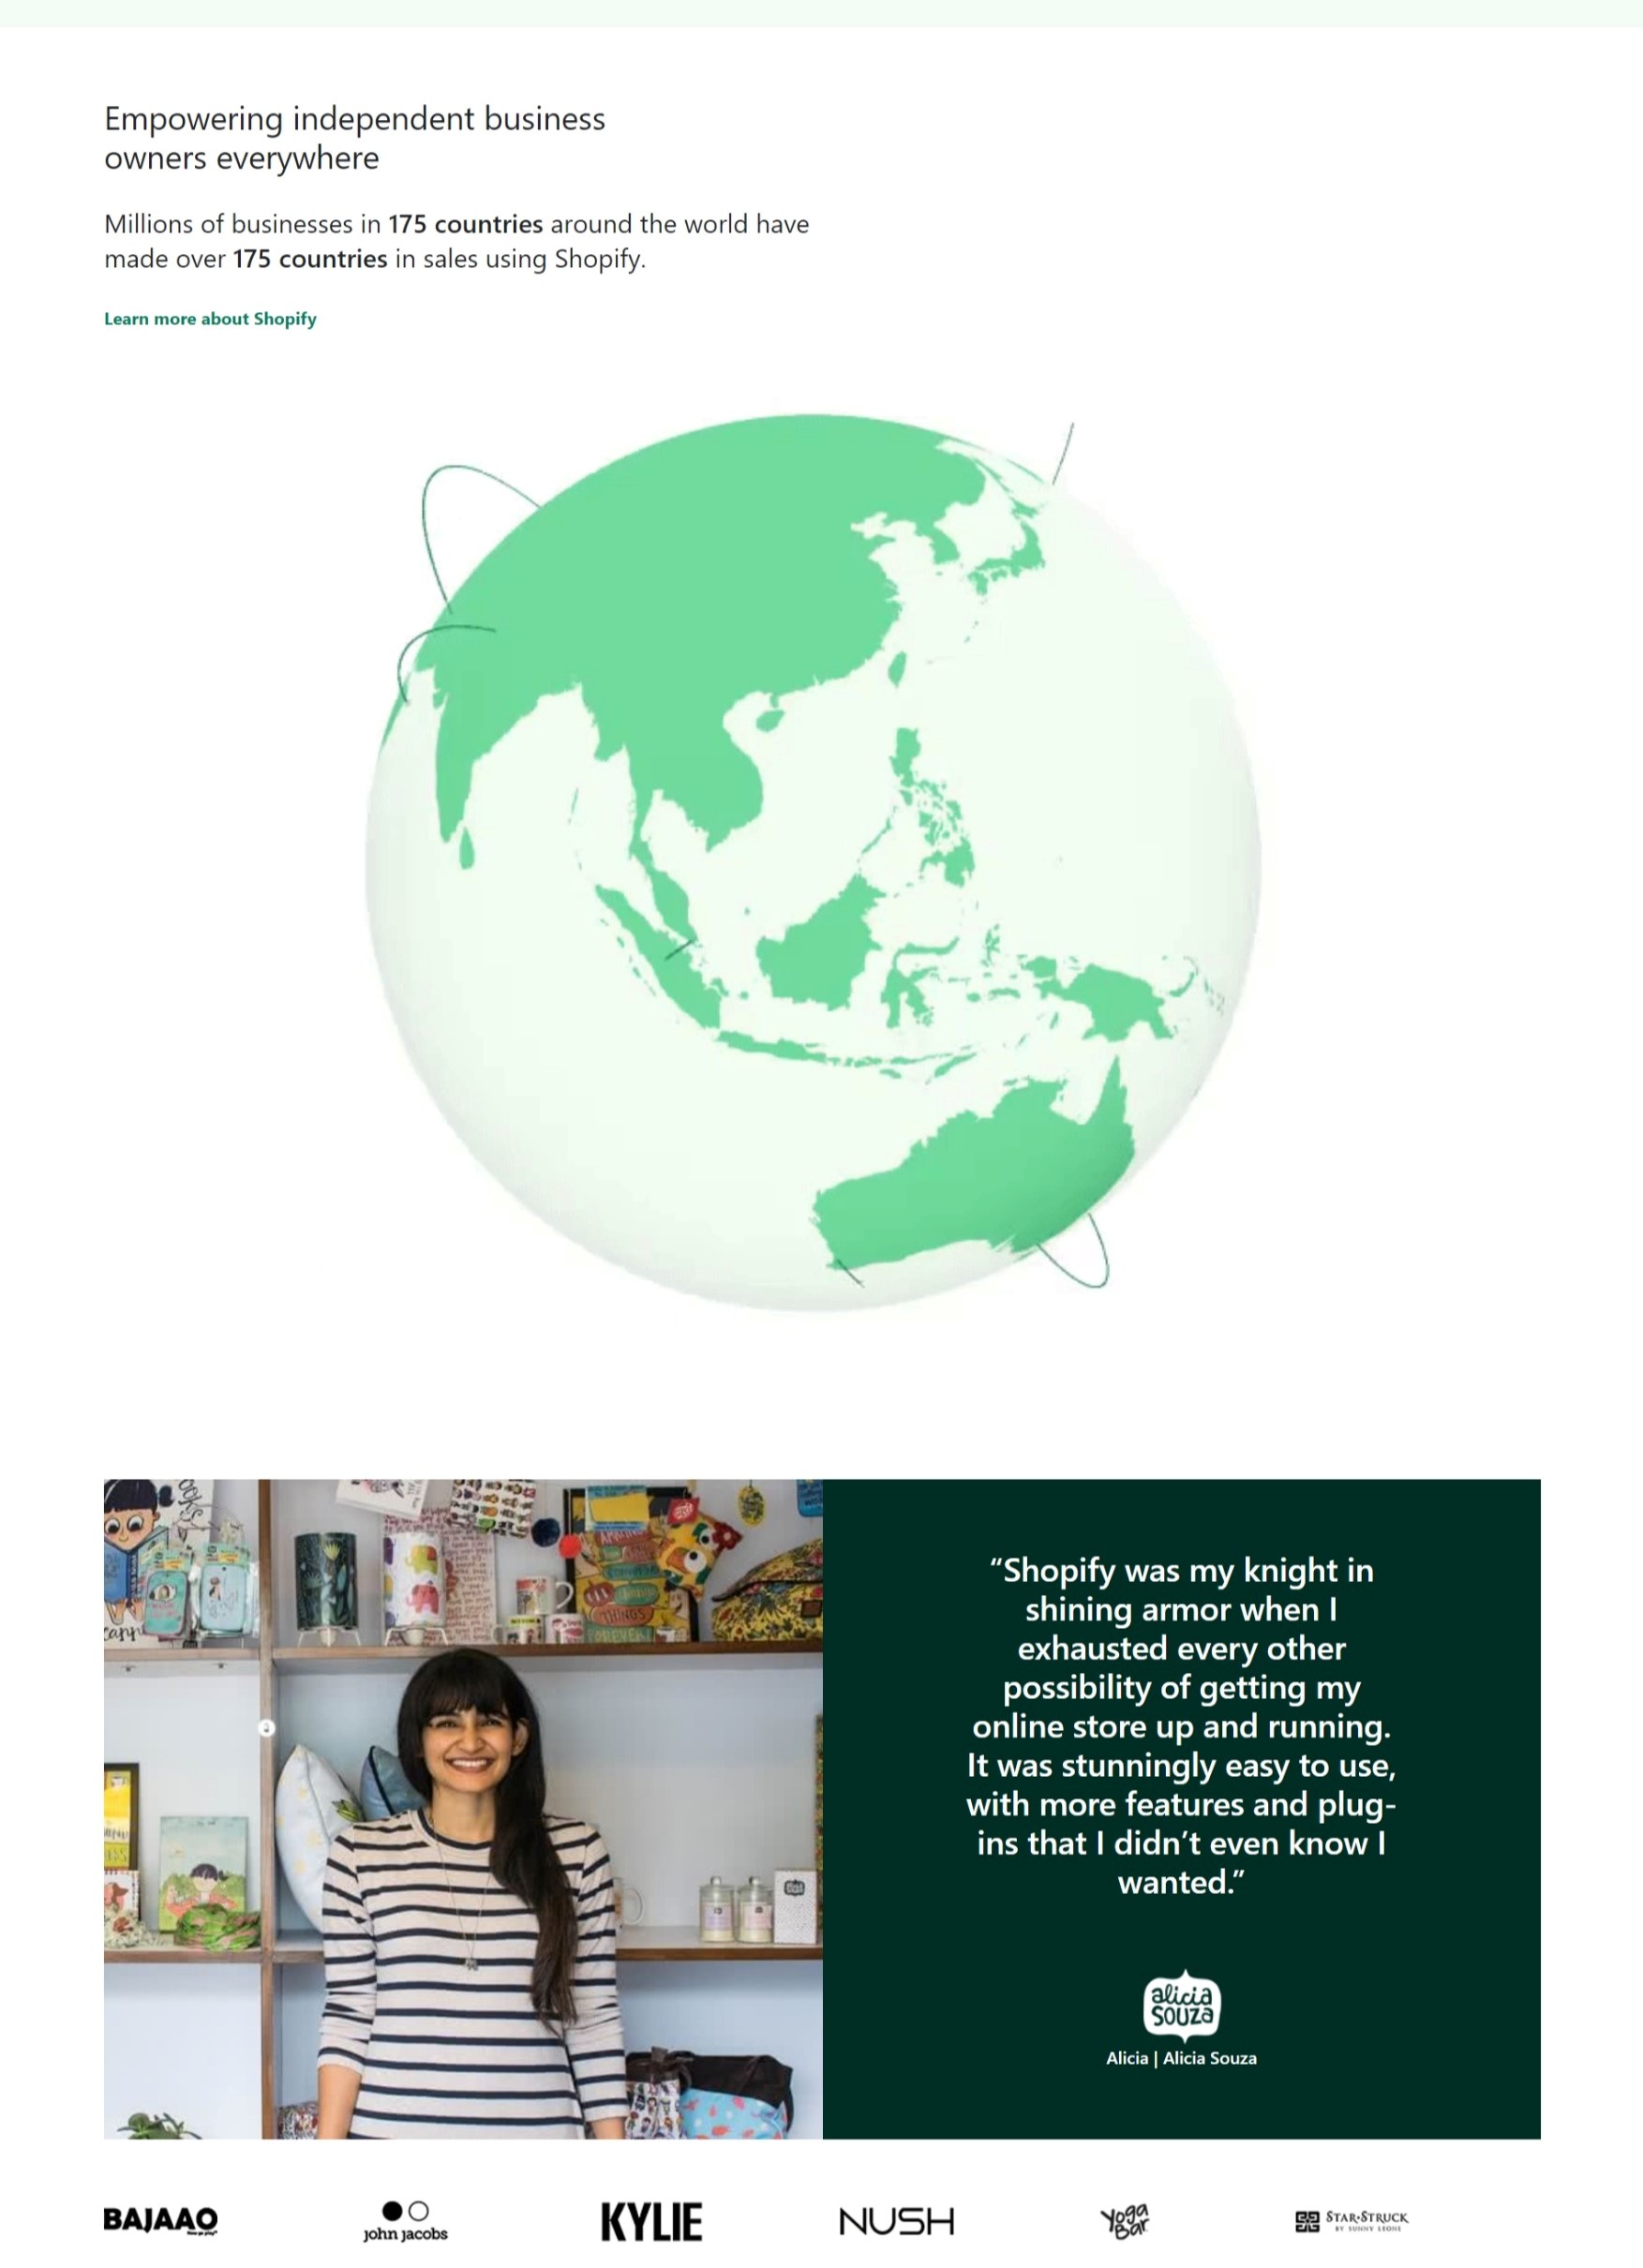 Empowering independent business
owners everywhere
Millions of businesses in 175 countries around the world have
made over 175 countries in sales using Shopify.
Learn more about Shopify
APRIL
ALL
THINGS
FOREVER!
“Shopify was my knight in
shining armor when I
exhausted every other
possibility of getting my
online store up and running.
It was stunningly easy to use,
with more features and plug-
ins that I didn’t even know I
wanted.”
alicia
souza
Alicia | Alicia Souza
BAJAAO
john jacobs
KYLIE
NUSH
Yoga
Bar
STAR★STRUCK
BY SUNNY LEONE